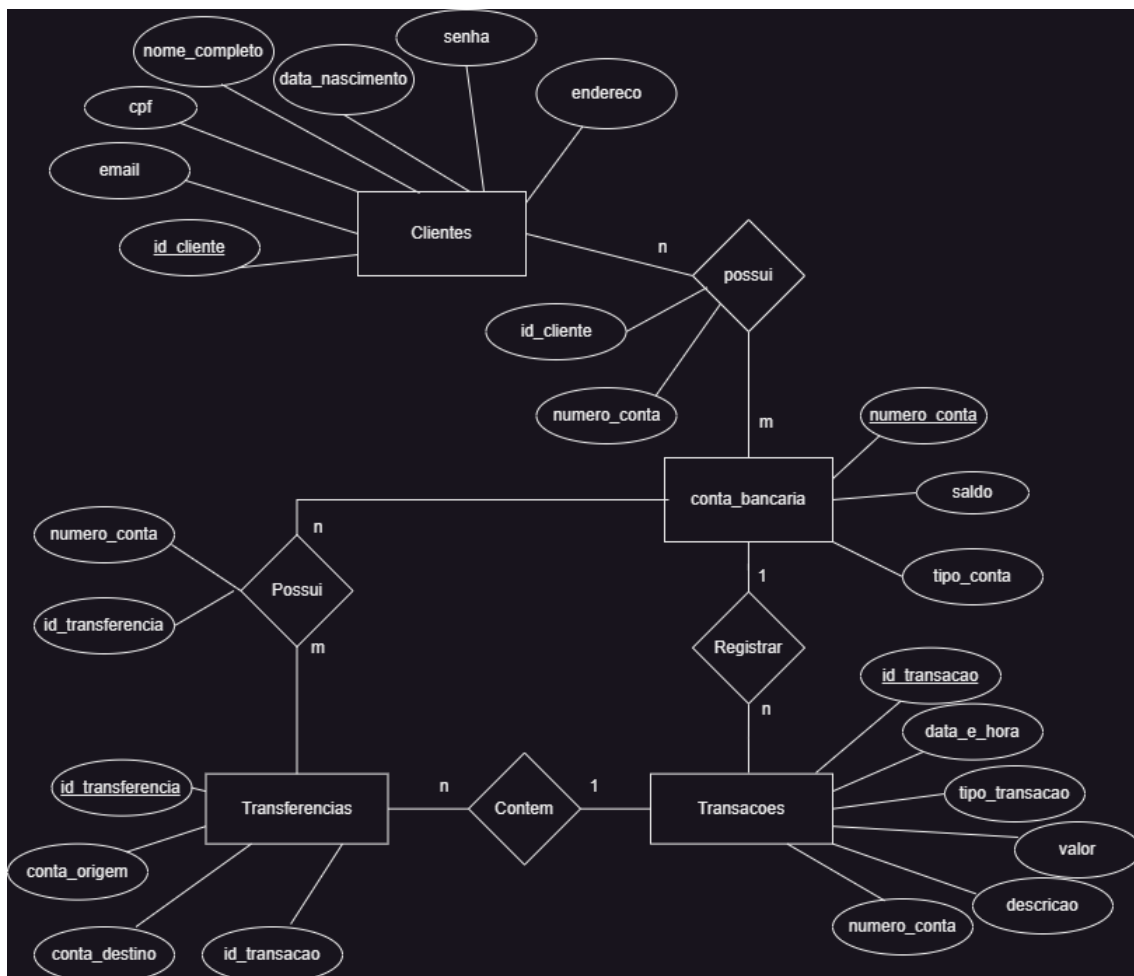 senha
nome_completo
data_nascimento
endereco
cpf
email
Clientes
id_cliente
n
possui
id_cliente
numero_conta
m
numero_conta
conta_bancaria
saldo
tipo_conta
n
numero_conta
Possui
id_transferencia
m
1
Registrar
n
id_transacao
data_e_hora
tipo_transacao
valor
descricao
numero_conta
Transacoes
1
Contem
n
Transferencias
id_transferencia
conta_origem
conta_destino
id_transacao